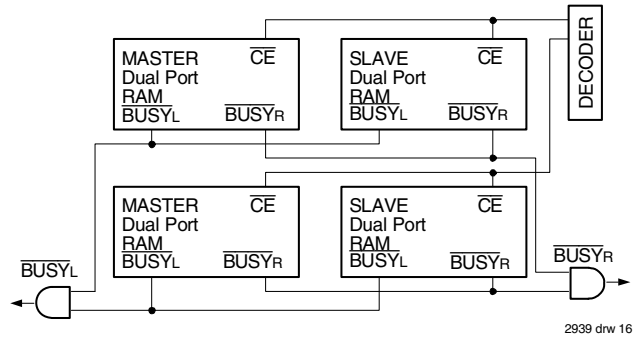 MASTER
Dual Port
RAM
BUSYL
CE
BUSYR
SLAVE
Dual Port
RAM
BUSYL
CE
BUSYR
DECODER
MASTER
Dual Port
RAM
BUSYL
CE
BUSYR
SLAVE
Dual Port
RAM
BUSYL
CE
BUSYR
BUSYL
BUSYR
2939 drw 16